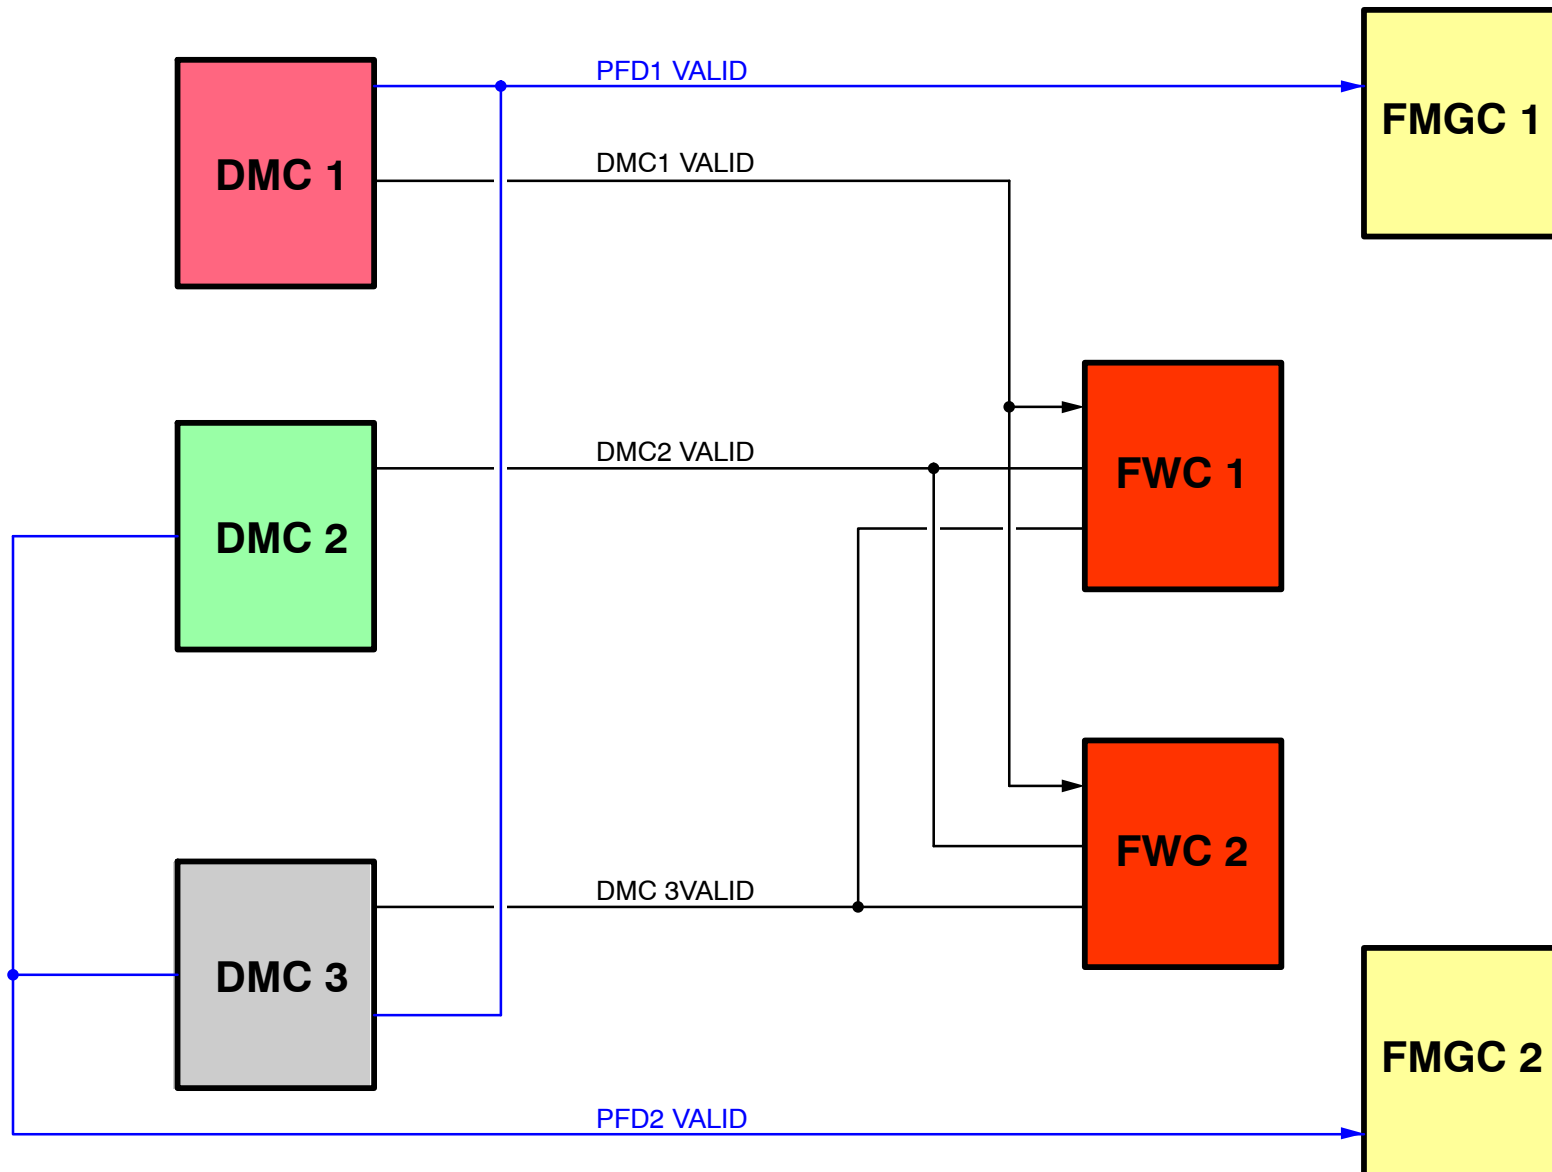 PFD1 VALID
FMGC 1
DMC1 VALID
DMC 1
DMC2 VALID
FWC 1
DMC 2
FWC 2
DMC 3VALID
DMC 3
FMGC 2
PFD2 VALID